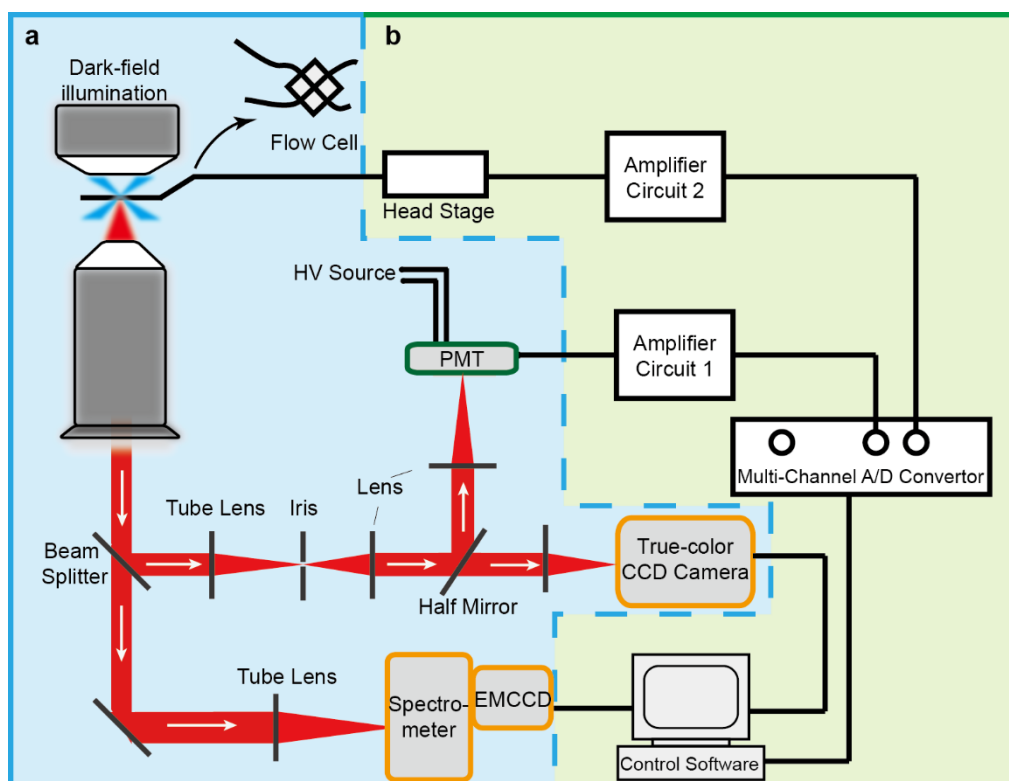 a
b
Dark-field
illumination
Flow Cell
Head Stage
Amplifier
Circuit 2
HV Source
PMT
Amplifier
Circuit 1
Multi-Channel A/D Convertor
Lens
Tube Lens
Iris
Beam
Splitter
Half Mirror
True-color
CCD Camera
Tube Lens
Spectro-
meter
EMCCD
Control Software